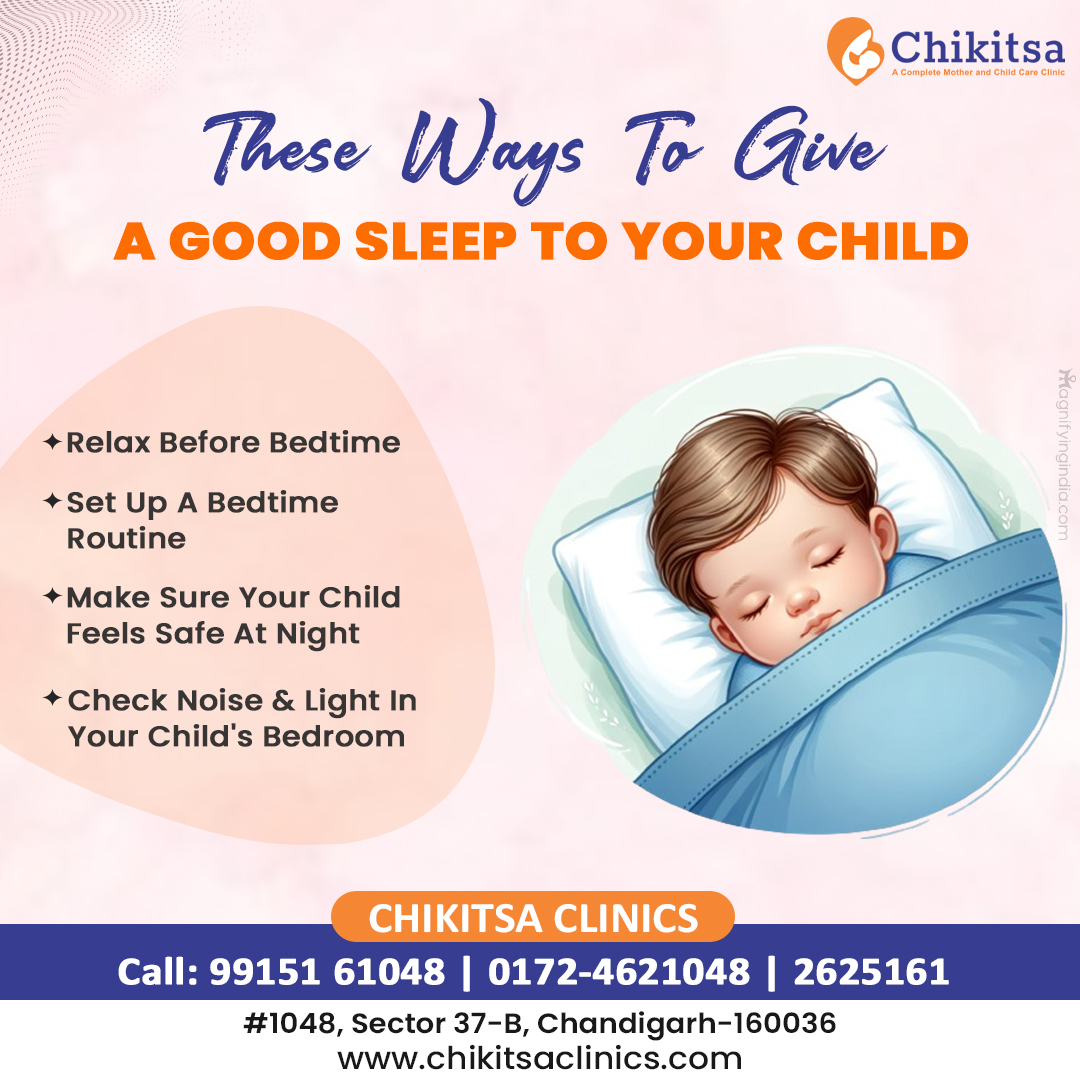 Chikitsa
A Complete Mother and Child Care Clinic
These Ways To Give
A GOOD SLEEP TO YOUR CHILD
✦Relax Before Bedtime
✦Set Up A Bedtime
Routine
✦Make Sure Your Child
Feels Safe At Night
✦Check Noise & Light In
Your Child's Bedroom
Magnifyingindia.com
CHIKITSA CLINICS
Call: 99151 61048 | 0172-4621048 | 2625161
#1048, Sector 37-B, Chandigarh-160036
www.chikitsaclinics.com